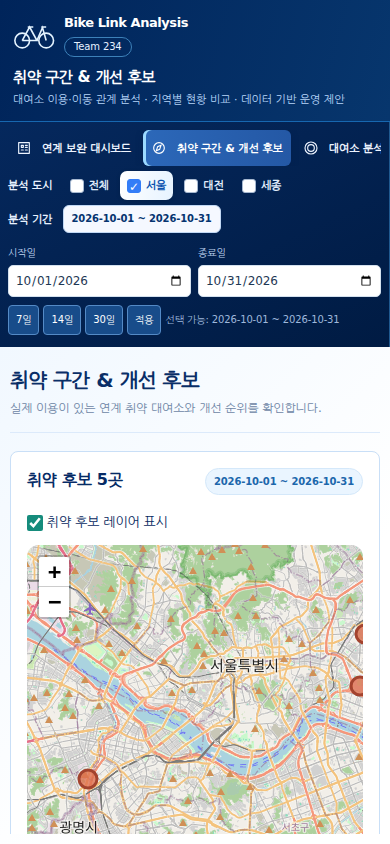 Bike Link Analysis
Team 234
취약 구간 & 개선 후보
대여소 이용·이동 관계 분석 · 지역별 현황 비교 · 데이터 기반 운영 제안
연계 보완 대시보드
취약 구간 & 개선 후보
대여소 분석
분석 도시
전체
서울
대전
세종
분석 기간
2026-10-01 ~ 2026-10-31
시작일
종료일
10/01/2026
10/31/2026
7일
14일
30일
적용
선택 가능: 2026-10-01 ~ 2026-10-31
취약 구간 & 개선 후보
실제 이용이 있는 연계 취약 대여소와 개선 순위를 확인합니다.
취약 후보 5곳
2026-10-01 ~ 2026-10-31
취약 후보 레이어 표시
+
−
서울특별시
광명시
서초구